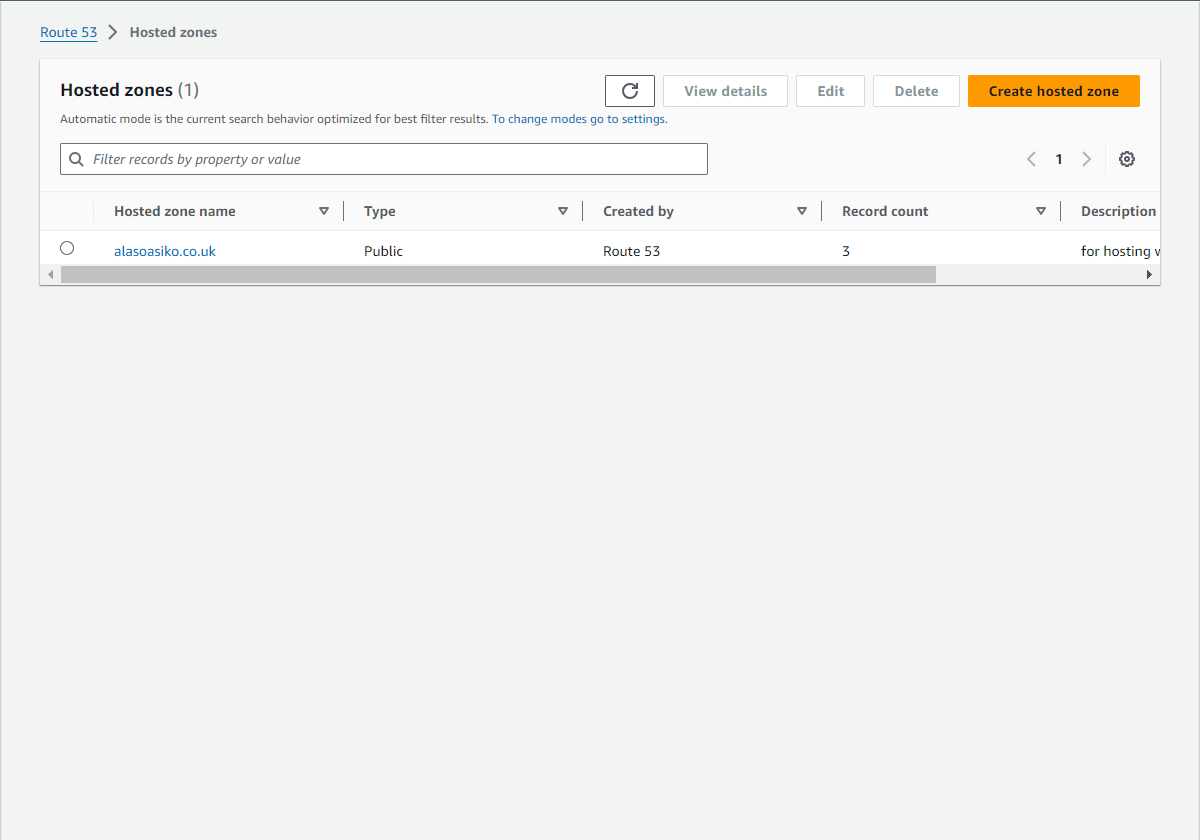 Route 53 Hosted zones
Hosted zones (1) View details Edit Delete Create hosted zone
Automatic mode is the current search behavior optimized for best filter results. To change modes go to settings.
Filter records by property or value 1
Hosted zone name Type Created by Record count Description
alasoasiko.co.uk Public Route 53 3 for hosting w